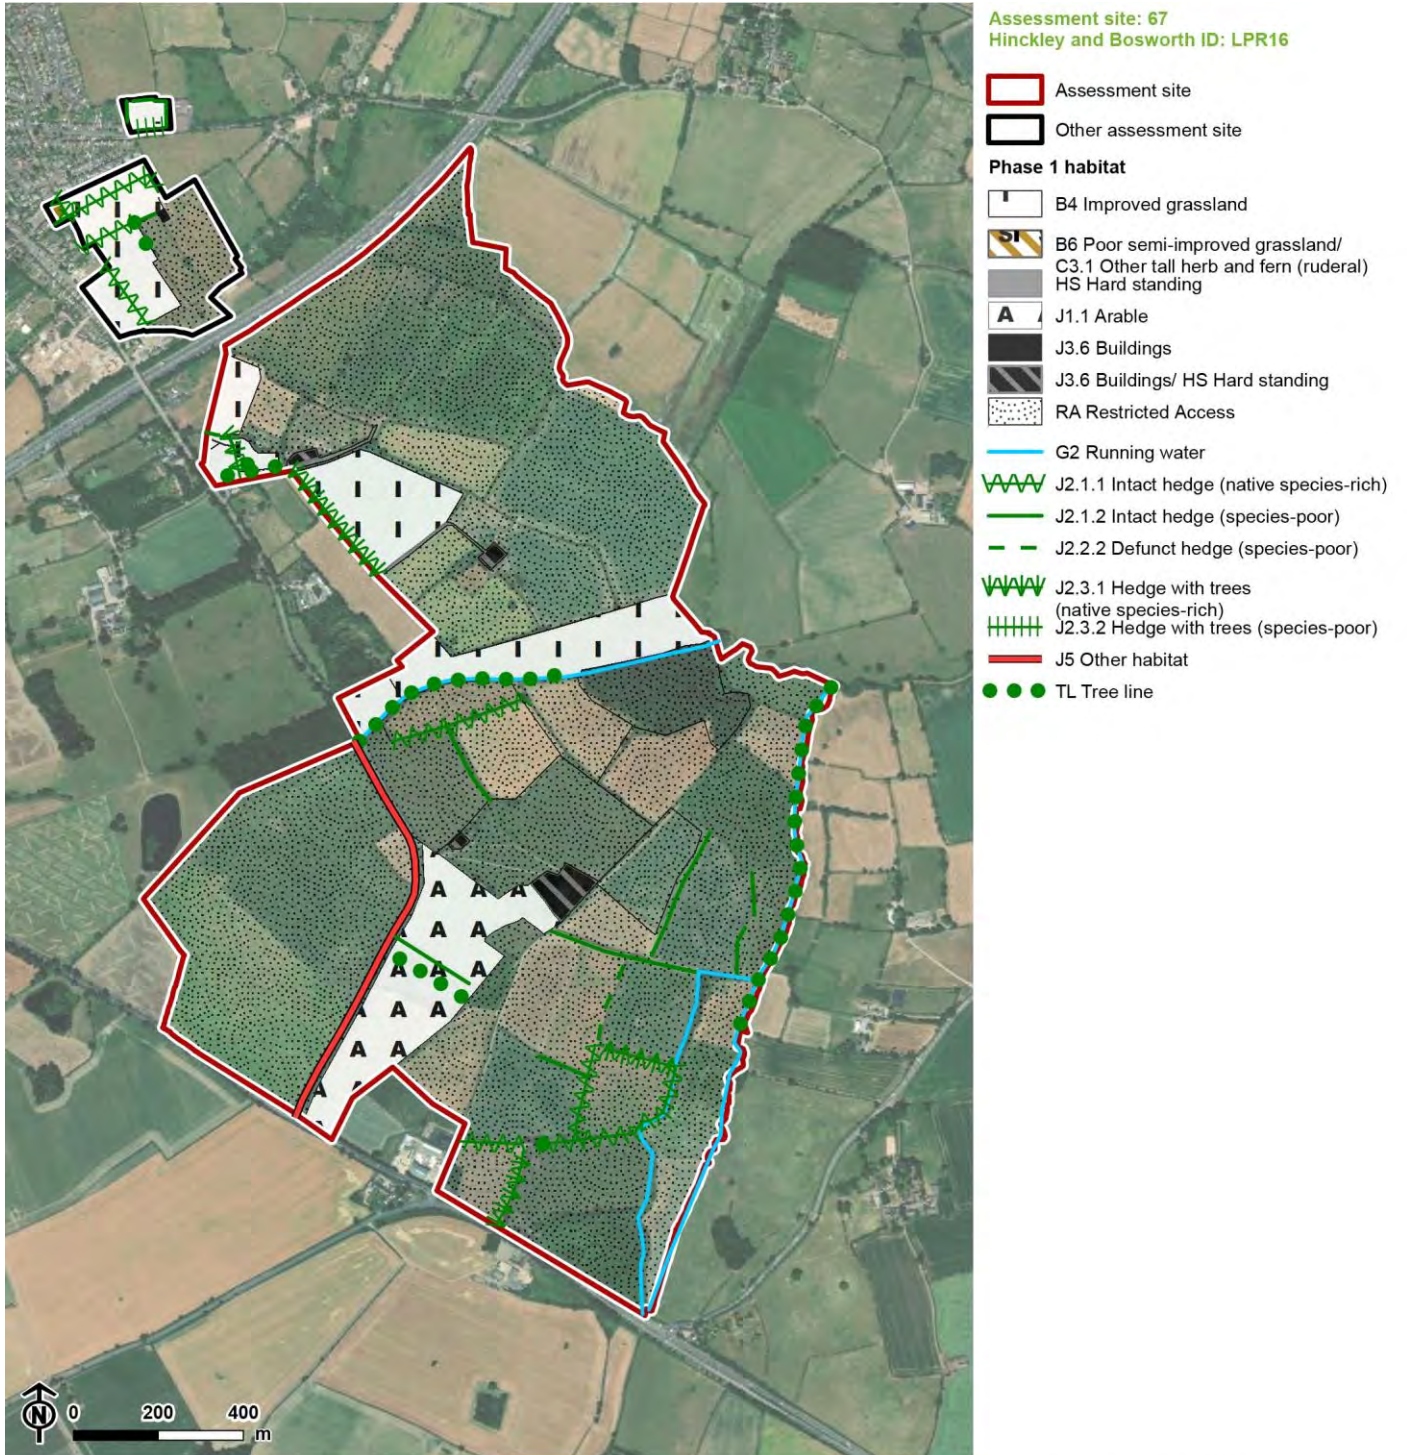 Assessment site: 67
Hinckley and Bosworth ID: LPR16
Assessment site
Other assessment site
Phase 1 habitat
B4 Improved grassland
SI
B6 Poor semi-improved grassland/
C3.1 Other tall herb and fern (ruderal)
HS Hard standing
A
J1.1 Arable
J3.6 Buildings
J3.6 Buildings/ HS Hard standing
RA Restricted Access
G2 Running water
J2.1.1 Intact hedge (native species-rich)
J2.1.2 Intact hedge (species-poor)
J2.2.2 Defunct hedge (species-poor)
J2.3.1 Hedge with trees
(native species-rich)
J2.3.2 Hedge with trees (species-poor)
J5 Other habitat
TL Tree line
A A A
A A
A A A
A A
A A
A
N 0 200 400
m